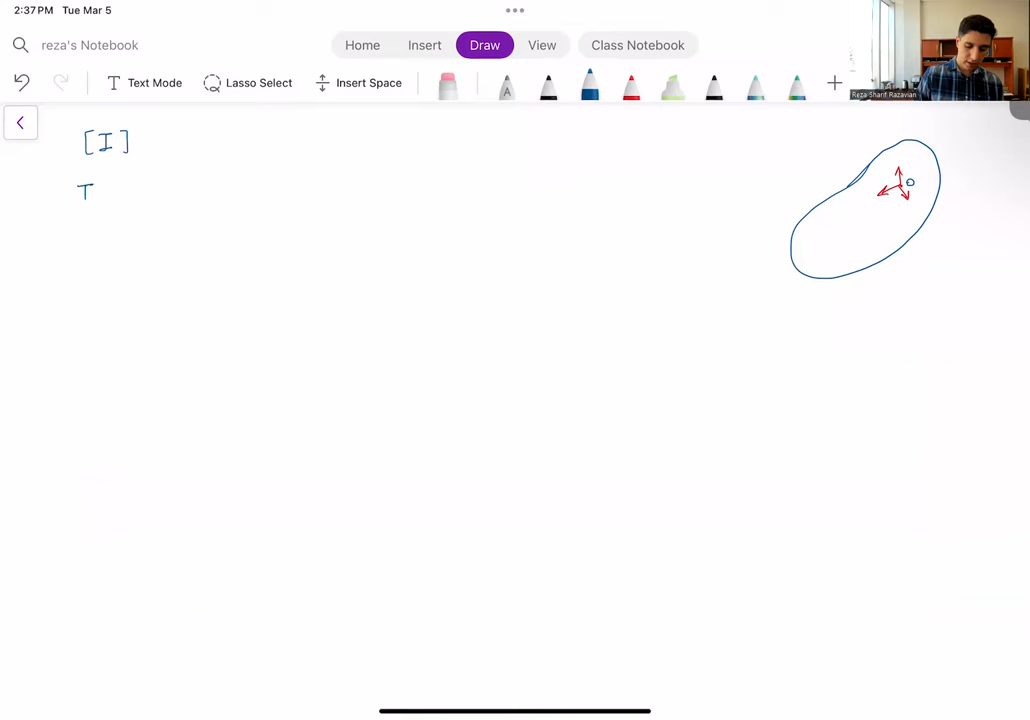 2:37 PM Tue Mar 5
reza's Notebook
Home Insert Draw View Class Notebook
A Text Mode Lasso Select Insert Space
Reza Sharif Razavian
[I]
T
O